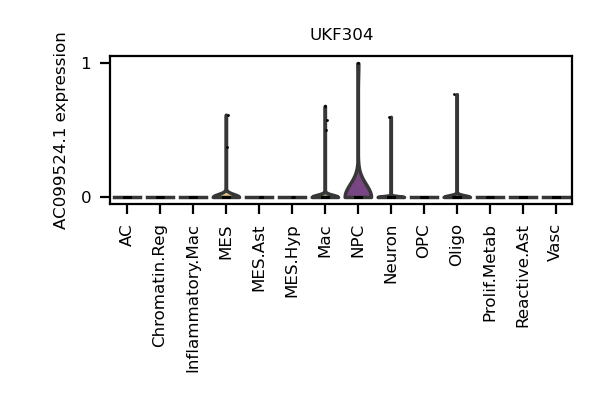 UKF304
AC099524.1 expression
1
0
AC
Chromatin.Reg
Inflammatory.Mac
MES
MES.Ast
MES.Hyp
Mac
NPC
Neuron
OPC
Oligo
Prolif.Metab
Reactive.Ast
Vasc